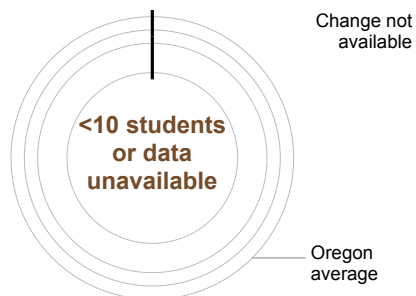 Change not
available
<10 students
or data
unavailable
Oregon
average